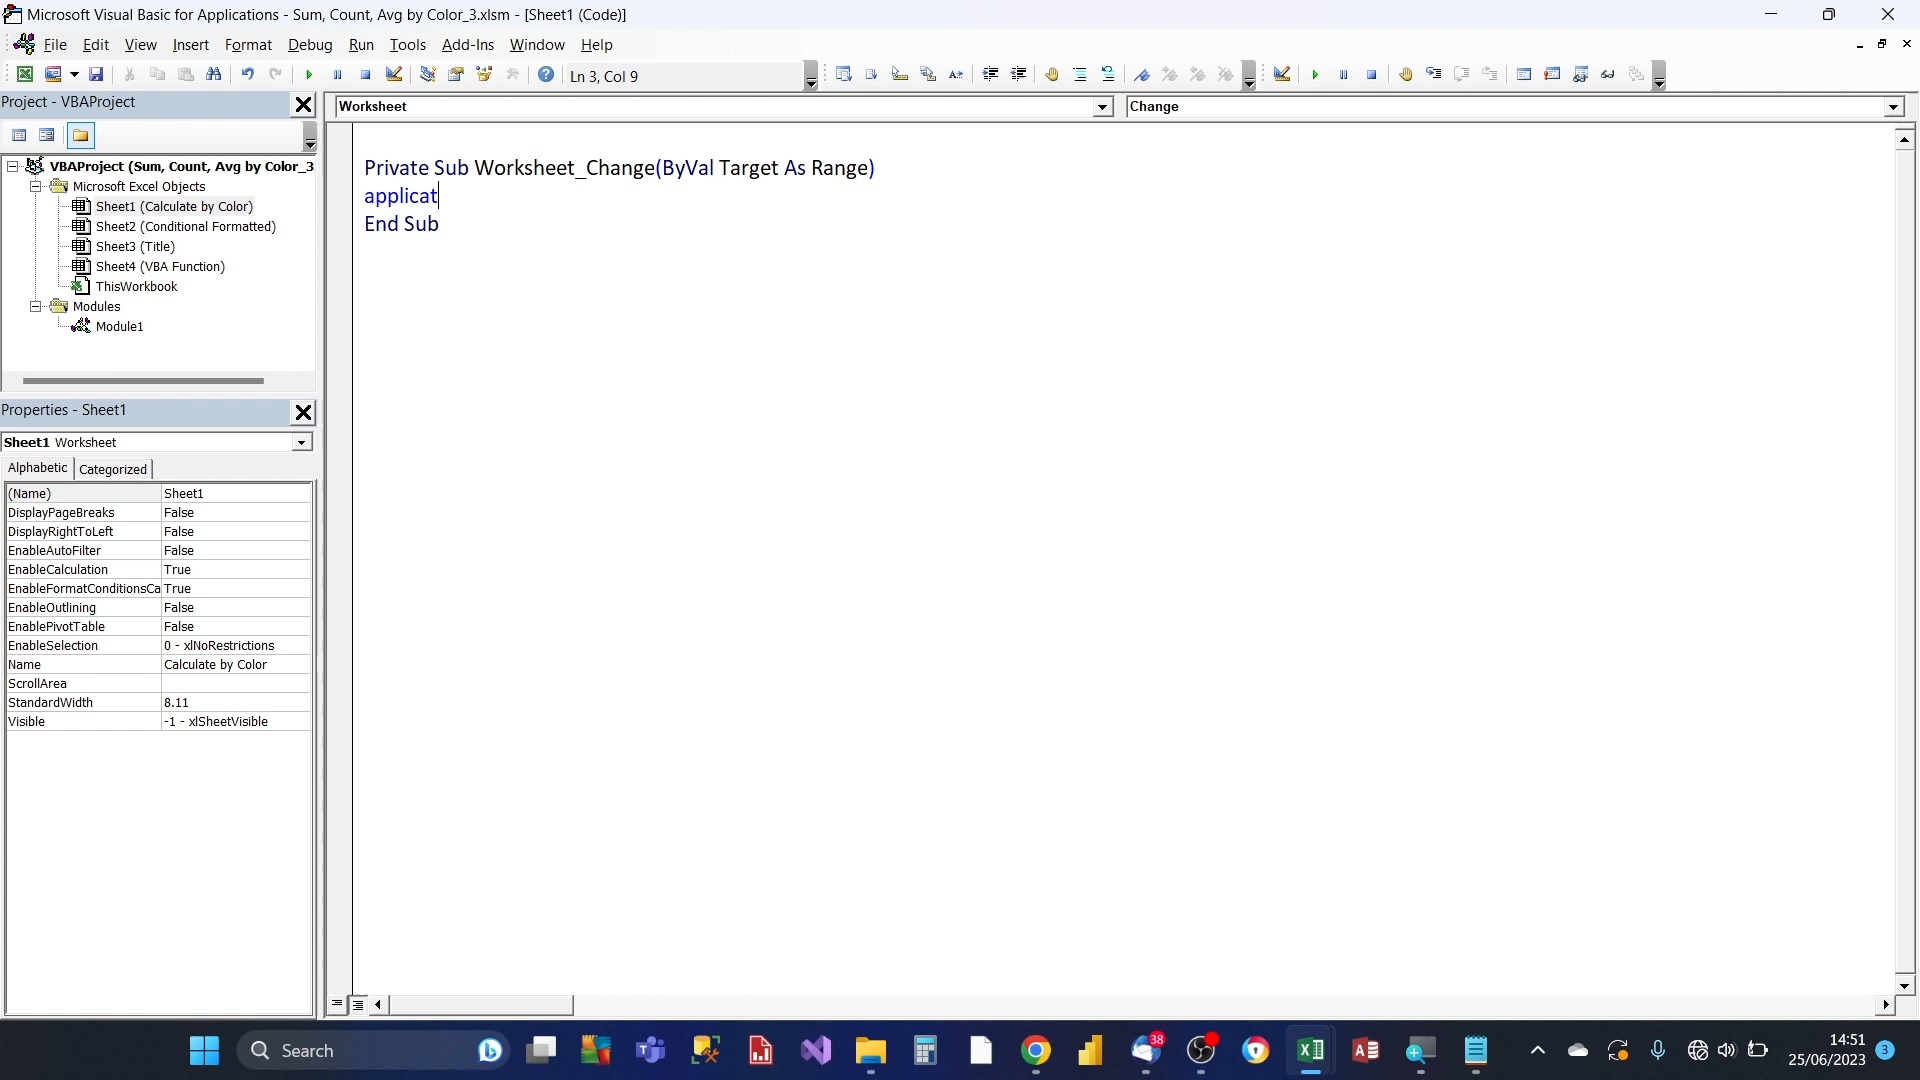 Microsoft Visual Basic for Applications - Sum, Count, Avg by Color_3.xlsm - [Sheet1 (Code)]
File Edit View Insert Format Debug Run Tools Add-Ins Window Help
Ln 3, Col 9
Project - VBAProject
Worksheet
Change
VBAProject (Sum, Count, Avg by Color_3
Microsoft Excel Objects
Sheet1 (Calculate by Color)
Sheet2 (Conditional Formatted)
Sheet3 (Title)
Sheet4 (VBA Function)
ThisWorkbook
Modules
Module1
Private Sub Worksheet_Change(ByVal Target As Range)
applicat
End Sub
Properties - Sheet1
Sheet1 Worksheet
Alphabetic Categorized
(Name) Sheet1
DisplayPageBreaks False
DisplayRightToLeft False
EnableAutoFilter False
EnableCalculation True
EnableFormatConditionsCa True
EnableOutlining False
EnablePivotTable False
EnableSelection 0 - xlNoRestrictions
Name Calculate by Color
ScrollArea
StandardWidth 8.11
Visible -1 - xlSheetVisible
Search
38
14:51
25/06/2023
3